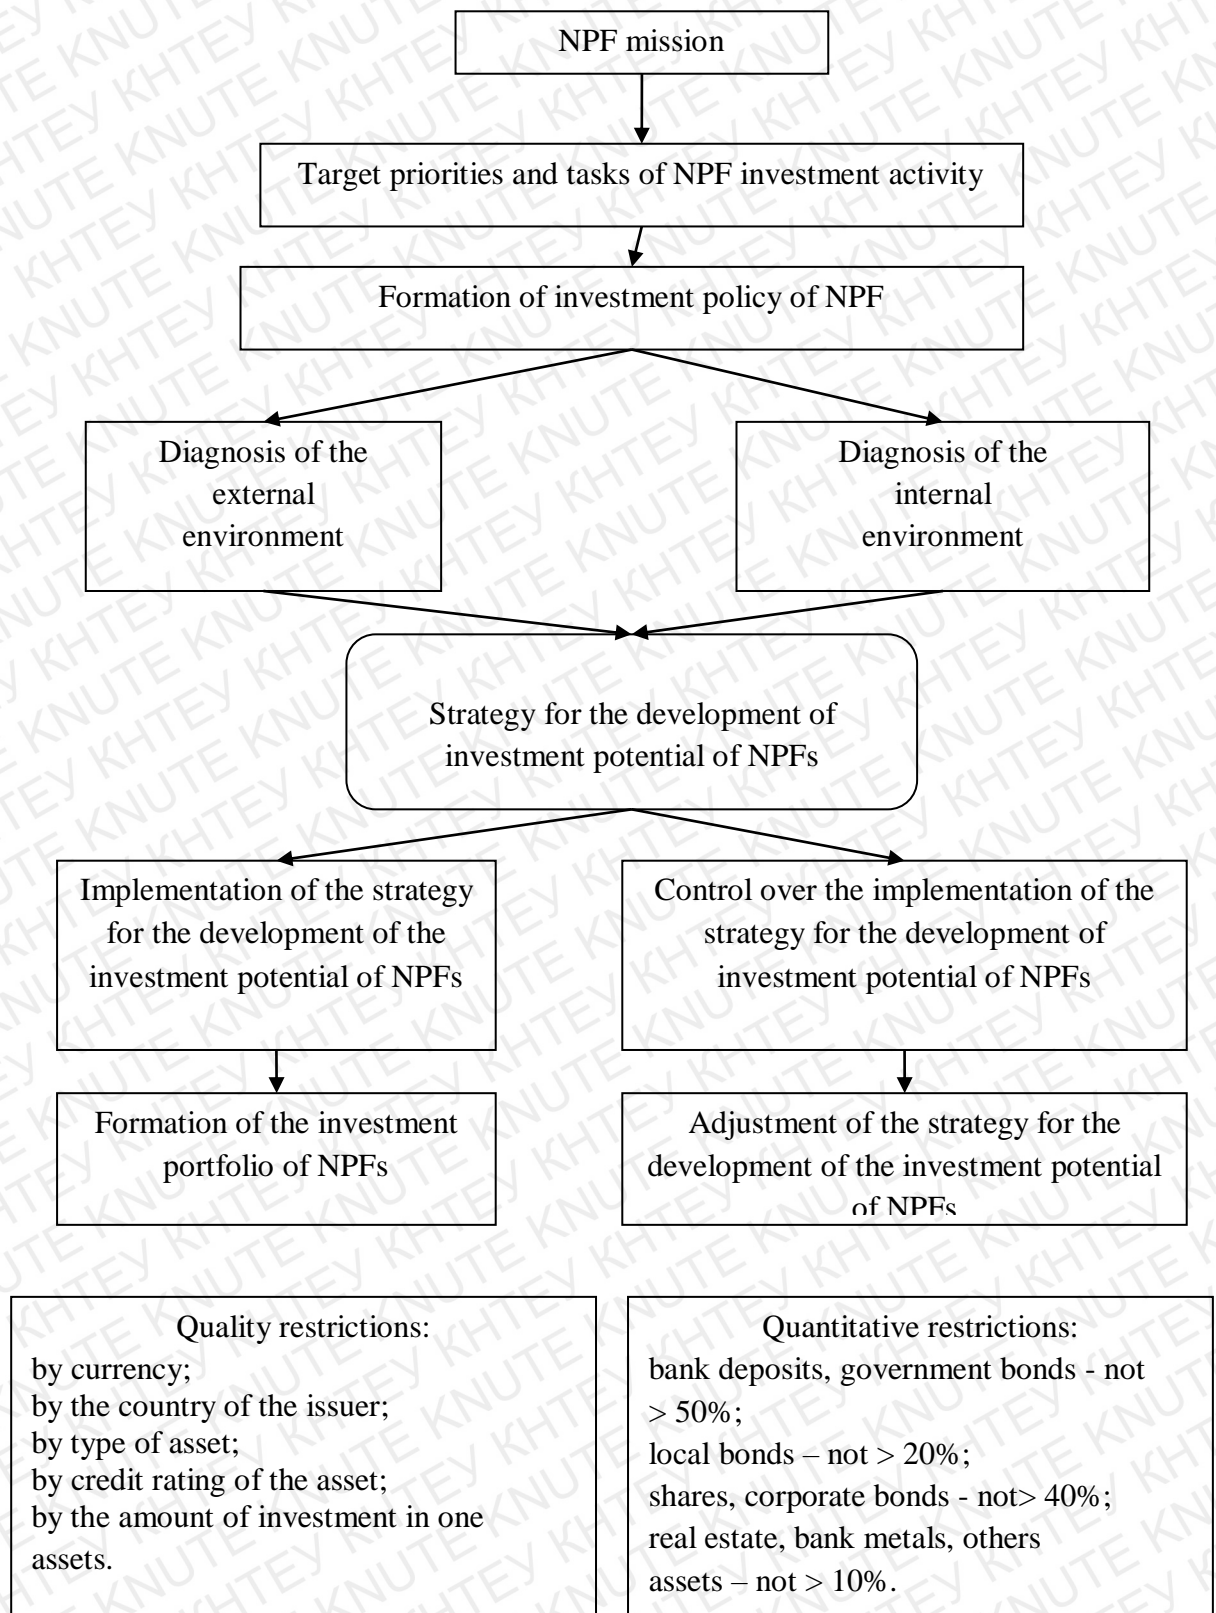 NPF mission
Target priorities and tasks of NPF investment activity
Formation of investment policy of NPF
Diagnosis of the
external
environment
Diagnosis of the
internal
environment
Strategy for the development of
investment potential of NPFs
Implementation of the strategy
for the development of the
investment potential of NPFs
Control over the implementation of the
strategy for the development of
investment potential of NPFs
Formation of the investment
portfolio of NPFs
Adjustment of the strategy for the
development of the investment potential
of NPFs
Quality restrictions:
by currency;
by the country of the issuer;
by type of asset;
by credit rating of the asset;
by the amount of investment in one
assets.
Quantitative restrictions:
bank deposits, government bonds - not
> 50%;
local bonds – not > 20%;
shares, corporate bonds - not> 40%;
real estate, bank metals, others
assets – not > 10%.